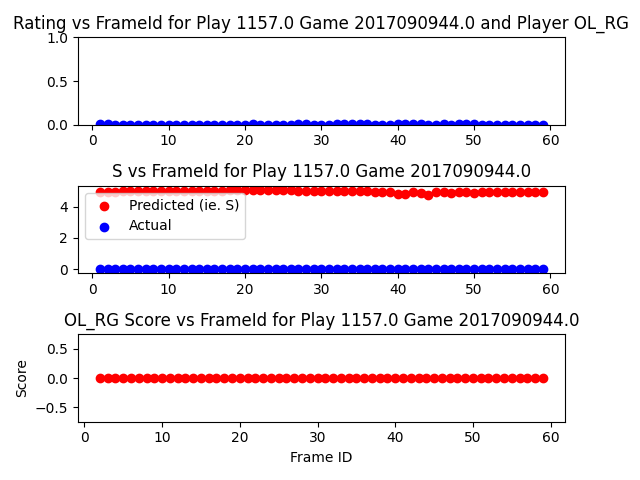 Rating vs FrameId for Play 1157.0 Game 2017090944.0 and Player OL_RG
1.0
0.5
0.0
0 10 20 30 40 50 60
S vs FrameId for Play 1157.0 Game 2017090944.0
4
2
0
Predicted (ie. S)
Actual
0 10 20 30 40 50 60
OL_RG Score vs FrameId for Play 1157.0 Game 2017090944.0
Score
0.5
0.0
−0.5
0 10 20 30 40 50 60
Frame ID